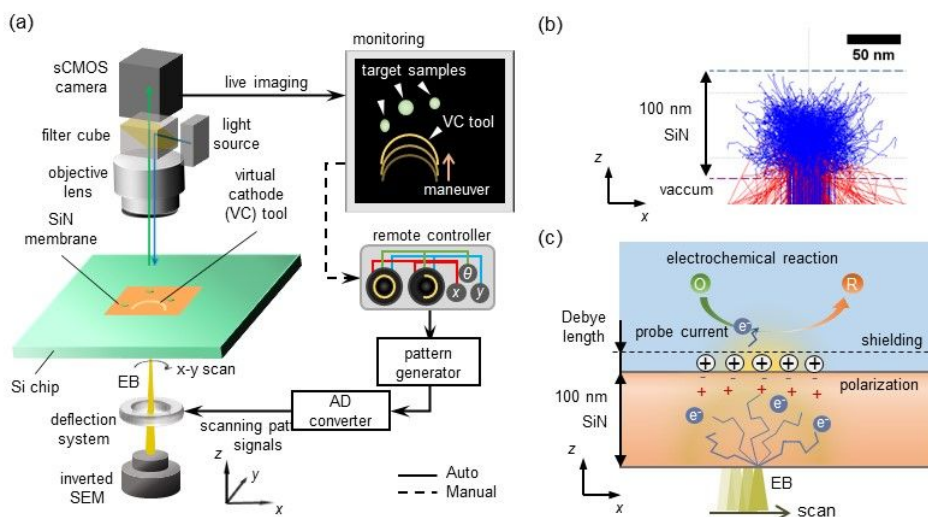 (a)
sCMOS
camera
live imaging
filter cube
light
source
objective
lens
virtual
cathode
(VC) tool
SiN
membrane
Si chip
EB
x-y scan
deflection
system
inverted
SEM
scanning pat
signals
z
y
x
monitoring
target samples
VC tool
maneuver
remote controller
θ
x
y
pattern
generator
AD
converter
Auto
Manual
(b)
50 nm
100 nm
SiN
vaccum
z
x
(c)
electrochemical reaction
O
R
Debye
length
probe current
e-
shielding
+ + + + +
- - - - -
polarization
+ + + + +
100 nm
SiN
e-
e-
e-
z
x
EB
scan